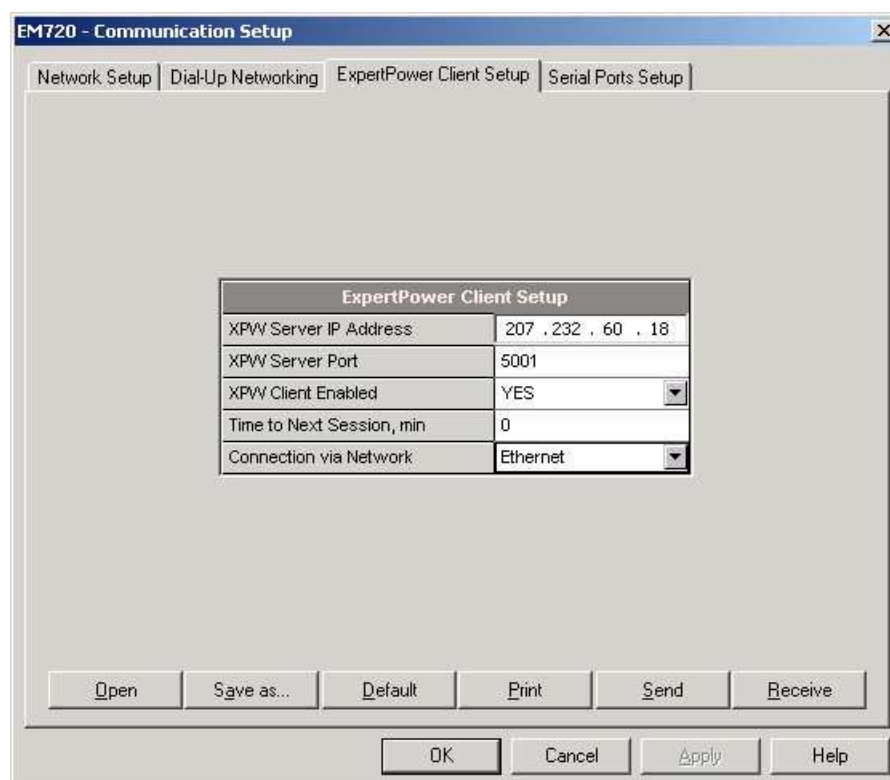 EM720 - Communication Setup
Network Setup Dial-Up Networking ExpertPower Client Setup Serial Ports Setup
ExpertPower Client Setup
XPW Server IP Address 207 . 232 . 60 . 18
XPW Server Port 5001
XPW Client Enabled YES
Time to Next Session, min 0
Connection via Network Ethernet
Open Save as... Default Print Send Receive
OK Cancel Apply Help